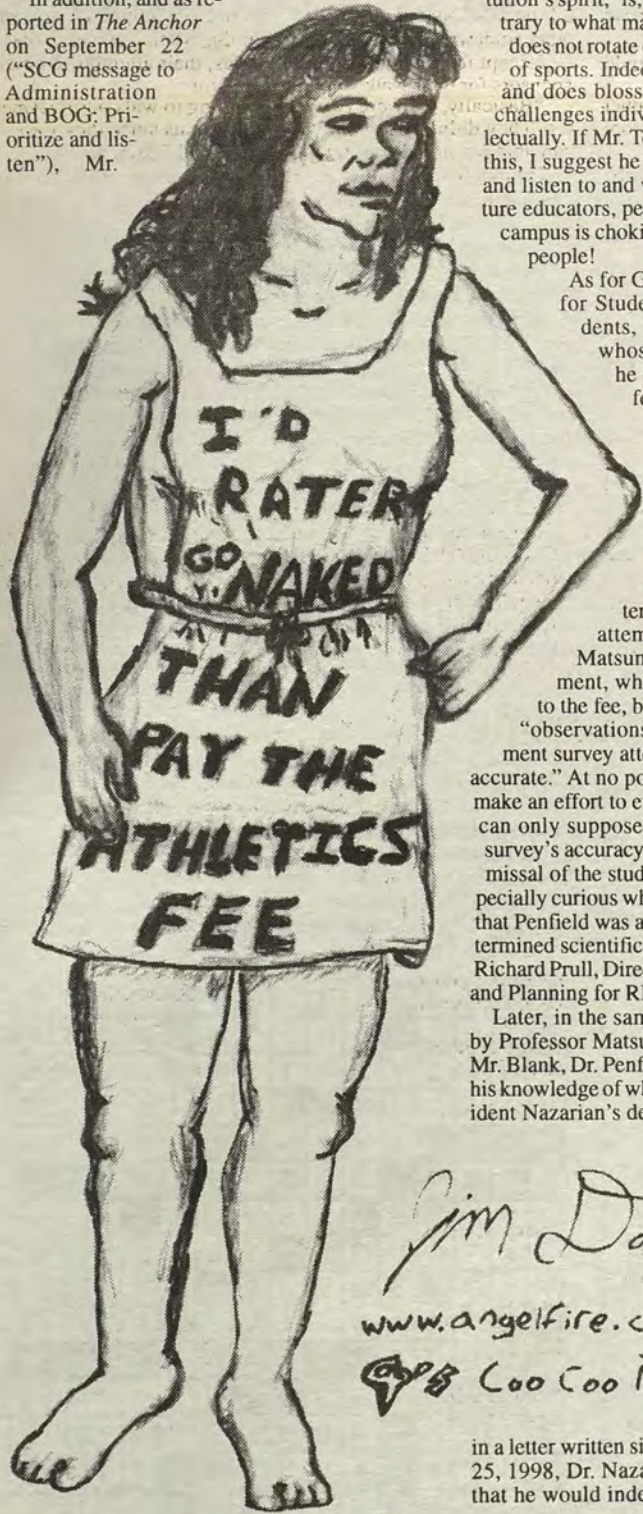 In addition, and as re-
ported in The Anchor
on September 22
("SCG message to
Administration
and BOG: Pri-
oritize and lis-
ten"), Mr.
I'D
RATER
GO NAKED
THAN
PAY THE
ATHLETICS
FEE
tution's spirit, is,
trary to what ma
does not rotate
of sports. Indee
and does bloss
challenges indiv
lectually. If Mr. T
this, I suggest he
and listen to and
ture educators, pe
campus is choki
people!
As for G
for Stude
dents,
whos
he
fe
ter
attem
Matsun
ment, wh
to the fee, b
"observations
ment survey atte
accurate." At no po
make an effort to e
can only suppose
survey's accuracy
missal of the stud
pecially curious wh
that Penfield was a
termined scientific
Richard Prull, Dire
and Planning for R
Later, in the san
by Professor Matsu
Mr. Blank, Dr. Penf
his knowledge of wh
ident Nazarian's de
Jim Da
www.angelfire.c
Coo Coo
in a letter written si
25, 1998, Dr. Naza
that he would inde